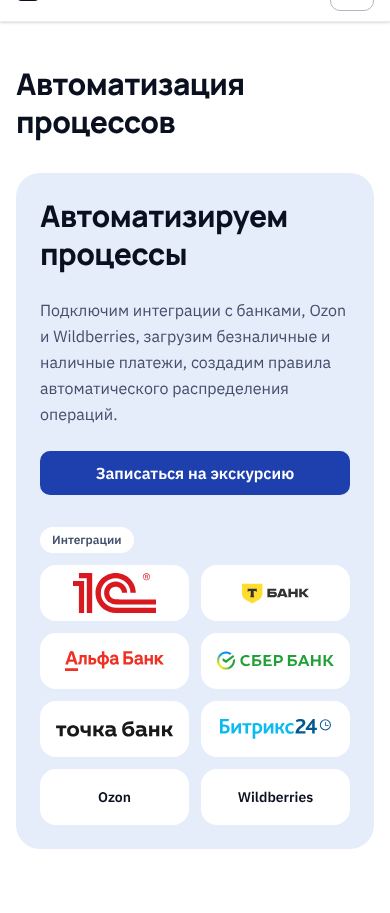 Автоматизация
процессов
Автоматизируем
процессы
Подключим интеграции с банками, Ozon
и Wildberries, загрузим безналичные и
наличные платежи, создадим правила
автоматического распределения
операций.
Записаться на экскурсию
Интеграции
1С®
Т БАНК
Альфа Банк
СБЕР БАНК
точка банк
Битрикс24
Ozon
Wildberries